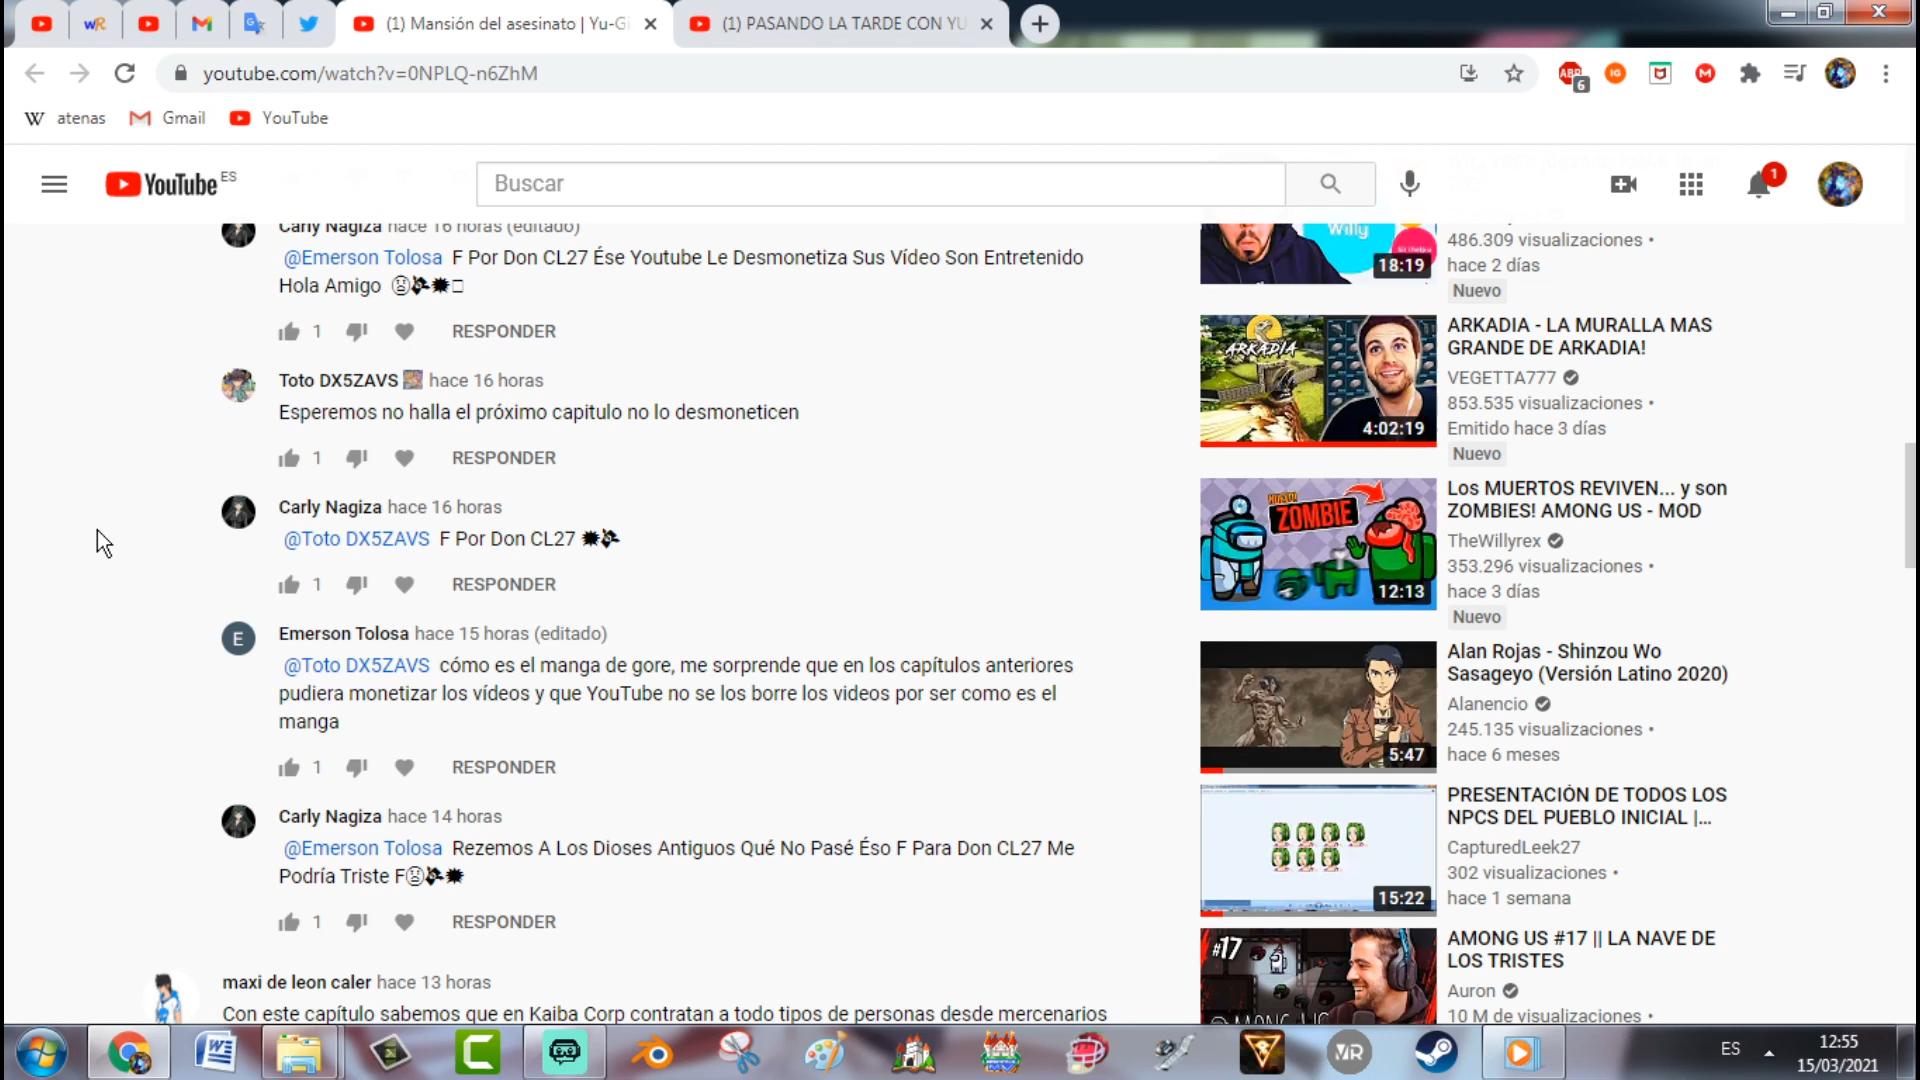 (1) Mansión del asesinato | Yu-Gi
(1) PASANDO LA TARDE CON YU
youtube.com/watch?v=0NPLQ-n6ZhM
ABP
6
IG
W atenas
Gmail
YouTube
YouTube ES
Buscar
1
Carly Nagiza hace 16 horas (editado)
@Emerson Tolosa F Por Don CL27 Ése Youtube Le Desmonetiza Sus Vídeo Son Entretenido
Hola Amigo
1 RESPONDER
Toto DX5ZAVS hace 16 horas
Esperemos no halla el próximo capitulo no lo desmoneticen
1 RESPONDER
Carly Nagiza hace 16 horas
@Toto DX5ZAVS F Por Don CL27
1 RESPONDER
E
Emerson Tolosa hace 15 horas (editado)
@Toto DX5ZAVS cómo es el manga de gore, me sorprende que en los capítulos anteriores
pudiera monetizar los vídeos y que YouTube no se los borre los videos por ser como es el
manga
1 RESPONDER
Carly Nagiza hace 14 horas
@Emerson Tolosa Rezemos A Los Dioses Antiguos Qué No Pasé Éso F Para Don CL27 Me
Podría Triste F
1 RESPONDER
maxi de leon caler hace 13 horas
Con este capítulo sabemos que en Kaiba Corp contratan a todo tipos de personas desde mercenarios
Willy
18:19
486.309 visualizaciones •
hace 2 días
Nuevo
ARKADIA
4:02:19
ARKADIA - LA MURALLA MAS
GRANDE DE ARKADIA!
VEGETTA777
853.535 visualizaciones •
Emitido hace 3 días
Nuevo
ZOMBIE
12:13
Los MUERTOS REVIVEN... y son
ZOMBIES! AMONG US - MOD
TheWillyrex
353.296 visualizaciones •
hace 3 días
Nuevo
5:47
Alan Rojas - Shinzou Wo
Sasageyo (Versión Latino 2020)
Alanencio
245.135 visualizaciones •
hace 6 meses
15:22
PRESENTACIÓN DE TODOS LOS
NPCS DEL PUEBLO INICIAL |...
CapturedLeek27
302 visualizaciones •
hace 1 semana
#17
AMONG US #17 || LA NAVE DE
LOS TRISTES
Auron
10 M de visualizaciones •
VR
ES
12:55
15/03/2021